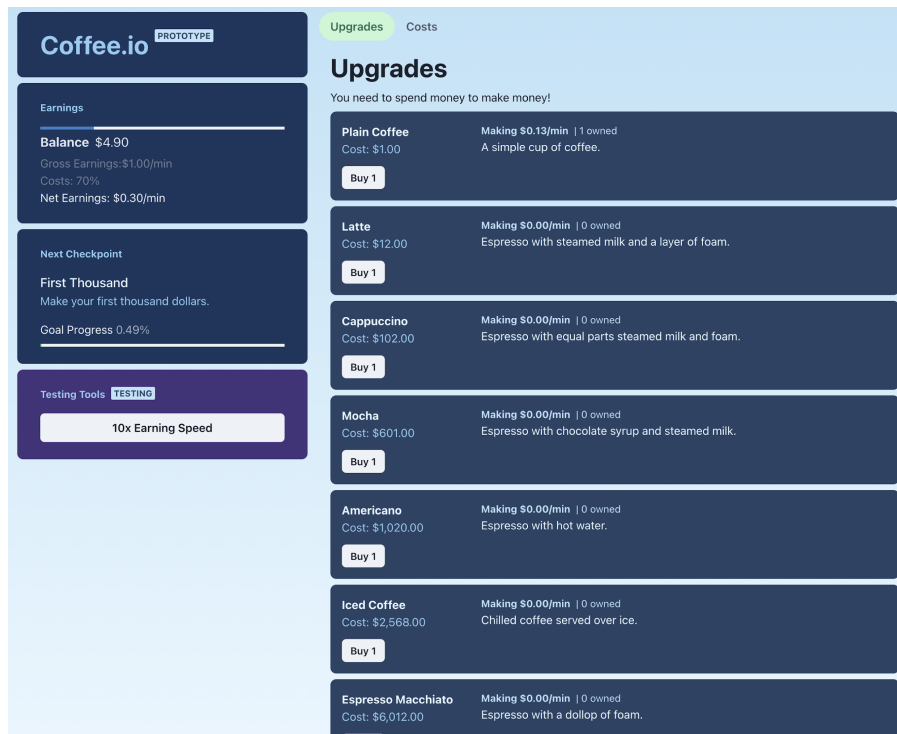 Coffee.io PROTOTYPE
Earnings
Balance $4.90
Gross Earnings:$1.00/min
Costs: 70%
Net Earnings: $0.30/min
Next Checkpoint
First Thousand
Make your first thousand dollars.
Goal Progress 0.49%
Testing Tools TESTING
10x Earning Speed
Upgrades Costs
Upgrades
You need to spend money to make money!
Plain Coffee
Cost: $1.00
Buy 1
Making $0.13/min | 1 owned
A simple cup of coffee.
Latte
Cost: $12.00
Buy 1
Making $0.00/min | 0 owned
Espresso with steamed milk and a layer of foam.
Cappuccino
Cost: $102.00
Buy 1
Making $0.00/min | 0 owned
Espresso with equal parts steamed milk and foam.
Mocha
Cost: $601.00
Buy 1
Making $0.00/min | 0 owned
Espresso with chocolate syrup and steamed milk.
Americano
Cost: $1,020.00
Buy 1
Making $0.00/min | 0 owned
Espresso with hot water.
Iced Coffee
Cost: $2,568.00
Buy 1
Making $0.00/min | 0 owned
Chilled coffee served over ice.
Espresso Macchiato
Cost: $6,012.00
Making $0.00/min | 0 owned
Espresso with a dollop of foam.